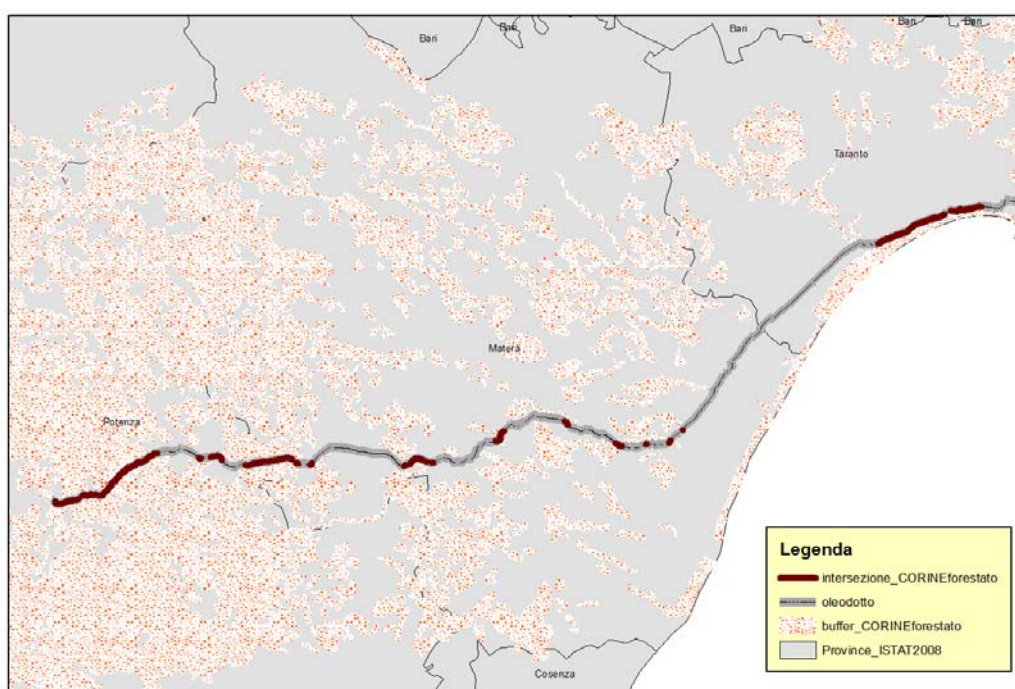 Bari
Bari
Bari
Bari
Bari
Taranto
Matera
Potenza
Cosenza
Legenda
intersezione_CORINEforestato
oleodotto
buffer_CORINEforestato
Province_ISTAT2008